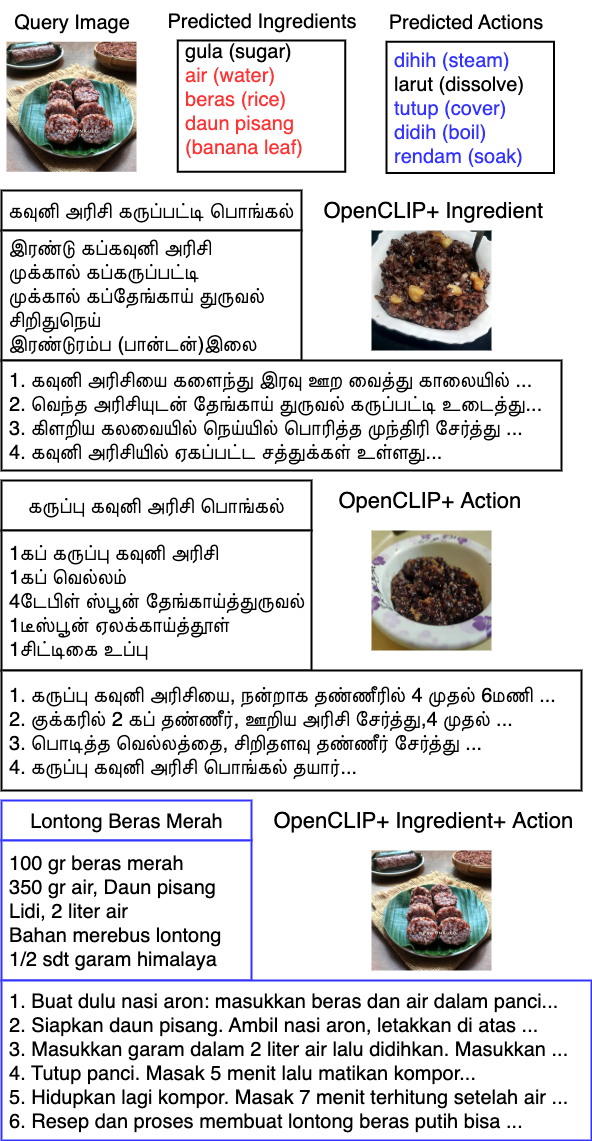 Query Image
Predicted Ingredients
Predicted Actions
gula (sugar)
air (water)
beras (rice)
daun pisang
(banana leaf)
dihih (steam)
larut (dissolve)
tutup (cover)
didih (boil)
rendam (soak)
கவுனி அரிசி கருப்பட்டி பொங்கல்
OpenCLIP+ Ingredient
இரண்டு கப்கவுனி அரிசி
முக்கால் கப்கருப்பட்டி
முக்கால் கப்தேங்காய் துருவல்
சிறிதுநெய்
இரண்டுரம்ப (பான்டன்)இலை
1. கவுனி அரிசியை களைந்து இரவு ஊற வைத்து காலையில் ...
2. வெந்த அரிசியுடன் தேங்காய் துருவல் கருப்பட்டி உடைத்து...
3. கிளறிய கலவையில் நெய்யில் பொரித்த முந்திரி சேர்த்து ...
4. கவுனி அரிசியில் ஏகப்பட்ட சத்துக்கள் உள்ளது...
கருப்பு கவுனி அரிசி பொங்கல்
OpenCLIP+ Action
1கப் கருப்பு கவுனி அரிசி
1கப் வெல்லம்
4டேபிள் ஸ்பூன் தேங்காய்த்துருவல்
1டீஸ்பூன் ஏலக்காய்த்தூள்
1சிட்டிகை உப்பு
1. கருப்பு கவுனி அரிசியை, நன்றாக தண்ணீரில் 4 முதல் 6மணி ...
2. குக்கரில் 2 கப் தண்ணீர், ஊறிய அரிசி சேர்த்து,4 முதல் ...
3. பொடித்த வெல்லத்தை, சிறிதளவு தண்ணீர் சேர்த்து ...
4. கருப்பு கவுனி அரிசி பொங்கல் தயார்...
Lontong Beras Merah
OpenCLIP+ Ingredient+ Action
100 gr beras merah
350 gr air, Daun pisang
Lidi, 2 liter air
Bahan merebus lontong
1/2 sdt garam himalaya
1. Buat dulu nasi aron: masukkan beras dan air dalam panci...
2. Siapkan daun pisang. Ambil nasi aron, letakkan di atas ...
3. Masukkan garam dalam 2 liter air lalu didihkan. Masukkan ...
4. Tutup panci. Masak 5 menit lalu matikan kompor...
5. Hidupkan lagi kompor. Masak 7 menit terhitung setelah air ...
6. Resep dan proses membuat lontong beras putih bisa ...